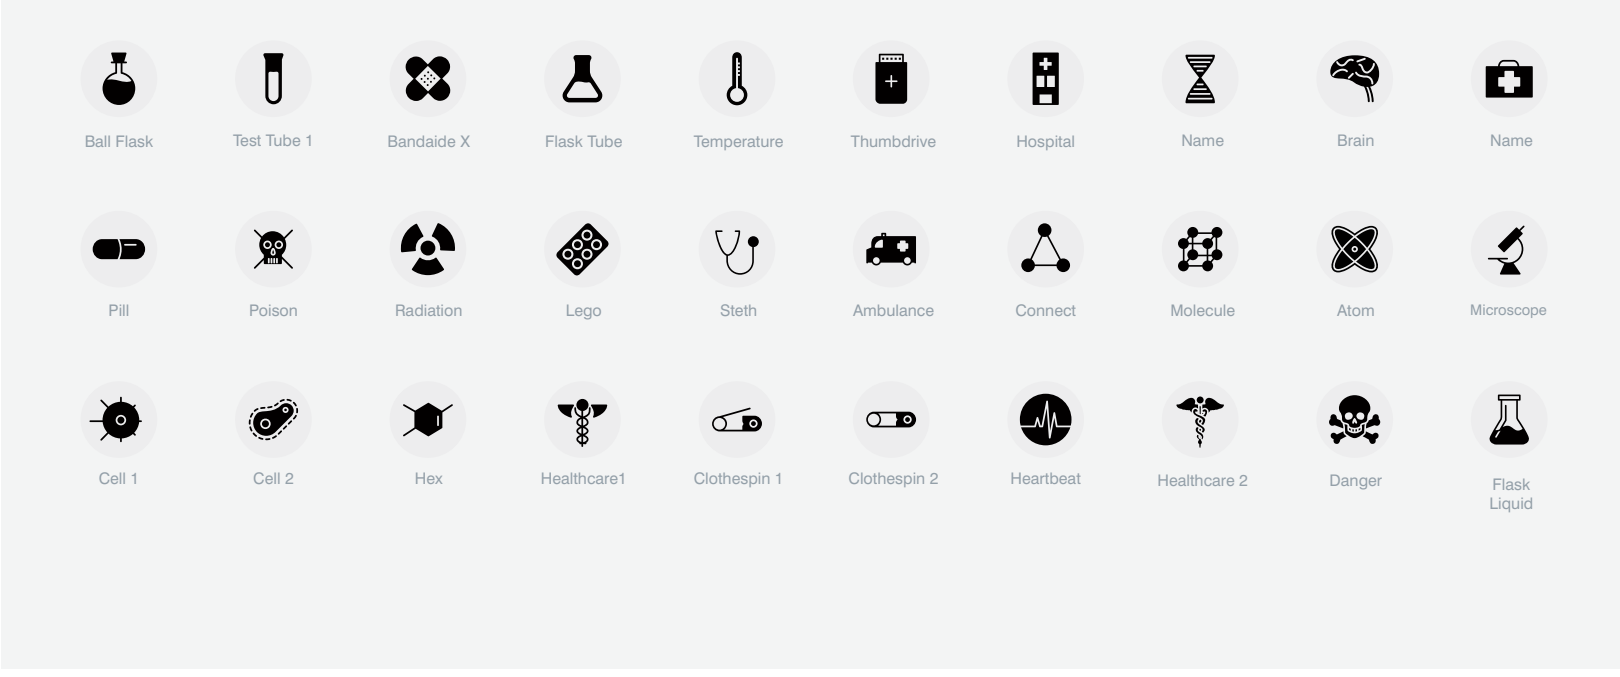 Ball Flask
Test Tube 1
Bandaide X
Flask Tube
Temperature
Thumbdrive
Hospital
Name
Brain
Name
Pill
Poison
Radiation
Lego
Steth
Ambulance
Connect
Molecule
Atom
Microscope
Cell 1
Cell 2
Hex
Healthcare1
Clothespin 1
Clothespin 2
Heartbeat
Healthcare 2
Danger
Flask
Liquid